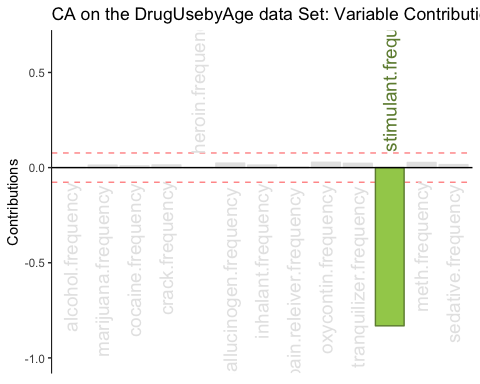 CA on the DrugUsebyAge data Set: Variable Contributi
Contributions
0.5
0.0
-0.5
-1.0
alcohol.frequency
marijuana.frequency
cocaine.frequency
crack.frequency
heroin.frequen
allucinogen.frequency
inhalant.frequency
pain.releiver.frequency
oxycontin.frequency
tranquilizer.frequency
stimulant.frequ
meth.frequency
sedative.frequency